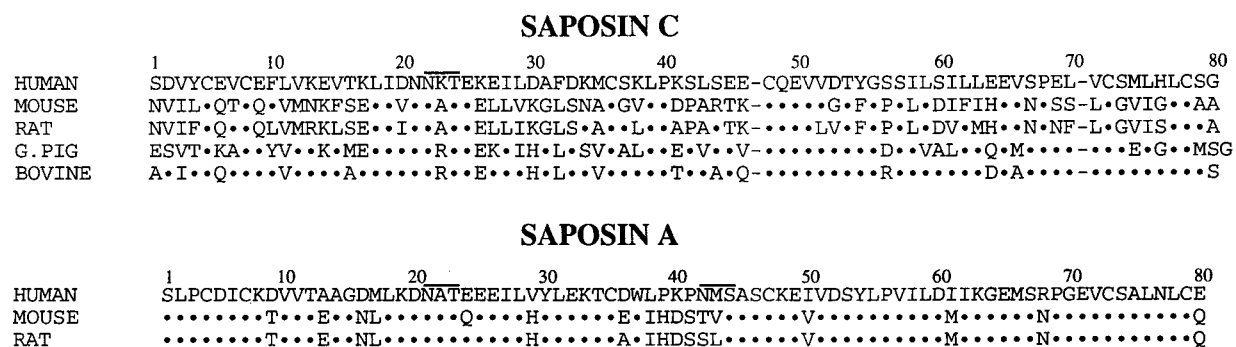 SAPOSIN C
1 10 20 30 40 50 60 70 80
HUMAN SDVYCEVCEFLVKEVTKLIDNNKTEKEILDAFDKMCSKLPKSLSEE-CQEVVDTYGSSILSILLEEVSPEL-VCSMLHLCSG
MOUSE NVIL•QT•Q•VMNKFSE••V••A••ELLVKGLSNA•GV••DPARTK-•••••G•F•P•L•DIFIH••N•SS-L•GVIG••AA
RAT NVIF•Q••QLVMRKLSE••I••A••ELLIKGLS•A••L••APA•TK-••••LV•F•P•L•DV•MH••N•NF-L•GVIS•••A
G.PIG ESVT•KA••YV••K•ME•••••R••EK•IH•L•SV•AL••E•V••V-•••••••••D••VAL••Q•M••••-•••E•G••MSG
BOVINE A•I••Q••••V••••A••••••R••E•••H•L••V•••••T••A•Q-•••••••••R•••••••D•A••••-•••••••••S
SAPOSIN A
1 10 20 30 40 50 60 70 80
HUMAN SLPCDICKDVVTAAGDMLKDNATEEEILVYLEKTCDWLPKPNMSASCKEIVDSYLPVILDIIKGEMSRPGEVCSALNLCE
MOUSE ••••••••T•••E••NL••••••Q••••H••••••E•IHDSTV••••••V••••••••••M••••••N•••••••••••Q
RAT ••••••••T•••E••NL•••••••••••H••••••A•IHDSSL••••••V••••••••••M••••••N•••••••••••Q